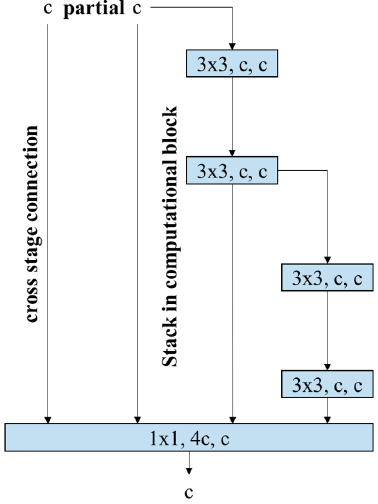 c partial c
3x3, c, c
3x3, c, c
cross stage connection
Stack in computational block
3x3, c, c
3x3, c, c
1x1, 4c, c
c